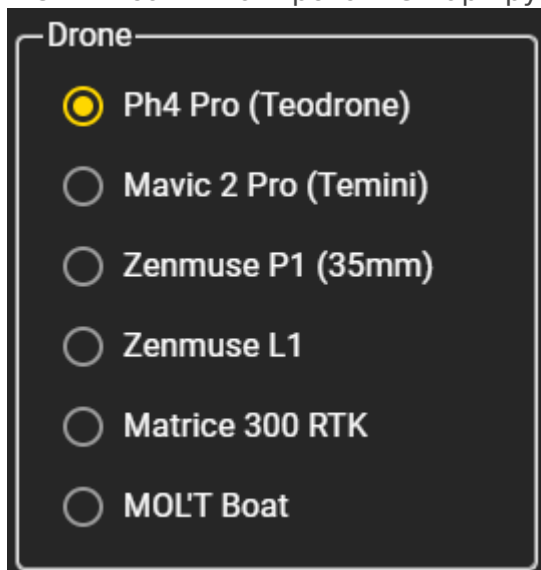 Drone
Ph4 Pro (Teodrone)
Mavic 2 Pro (Temini)
Zenmuse P1 (35mm)
Zenmuse L1
Matrice 300 RTK
MOL'T Boat